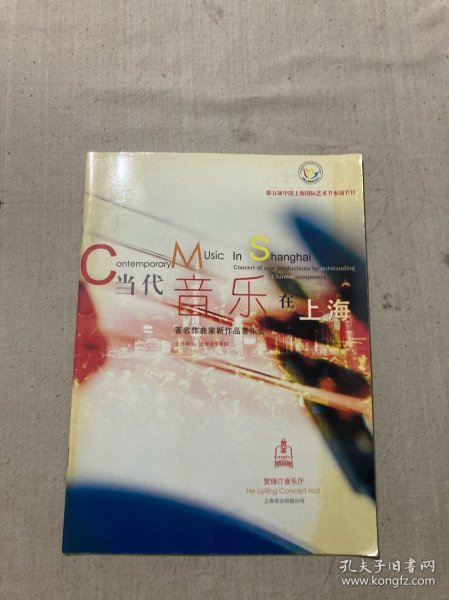 第五届中国上海国际艺术节参演节目
Contemporary Music In Shanghai
Concert of new productions by outstanding
Chinese composers
当代音乐在上海
著名作曲家新作品音乐会
主办单位：上海音乐学院
贺绿汀音乐厅
He Luting Concert Hall
孔夫子旧书网
www.kongfz.com